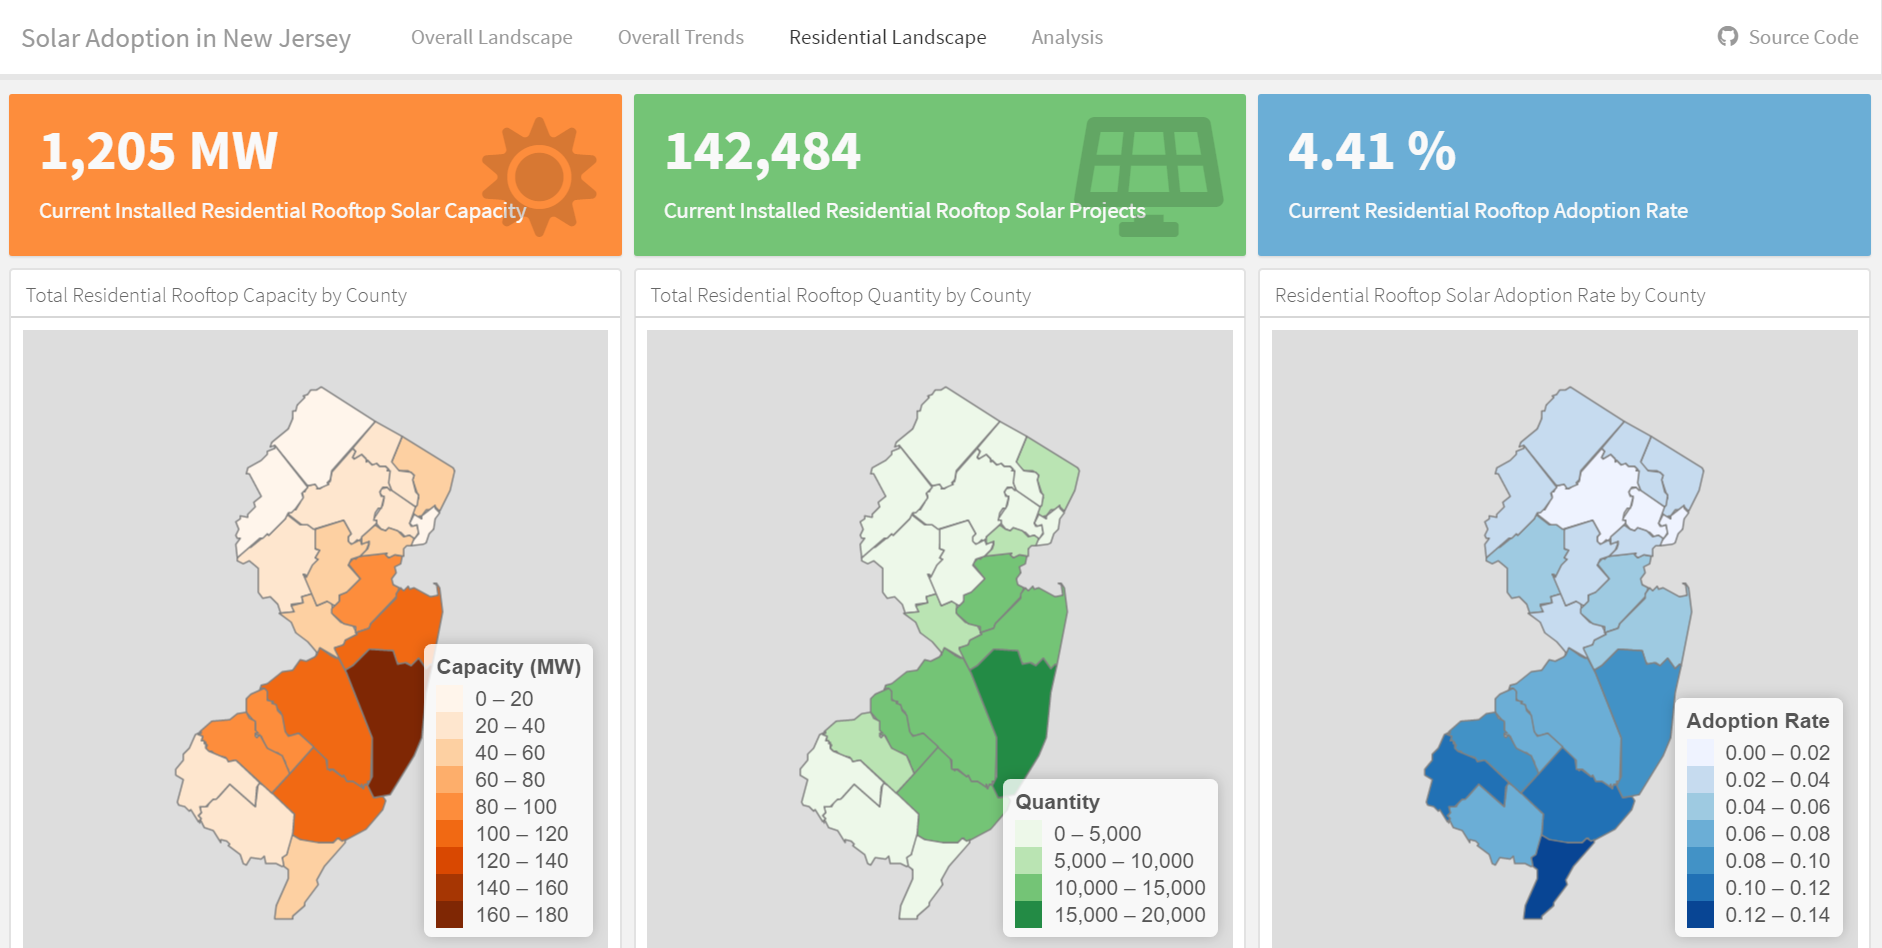 Solar Adoption in New Jersey
Overall Landscape
Overall Trends
Residential Landscape
Analysis
Source Code
1,205 MW
Current Installed Residential Rooftop Solar Capacity
142,484
Current Installed Residential Rooftop Solar Projects
4.41 %
Current Residential Rooftop Adoption Rate
Total Residential Rooftop Capacity by County
Capacity (MW)
0 – 20
20 – 40
40 – 60
60 – 80
80 – 100
100 – 120
120 – 140
140 – 160
160 – 180
Total Residential Rooftop Quantity by County
Quantity
0 – 5,000
5,000 – 10,000
10,000 – 15,000
15,000 – 20,000
Residential Rooftop Solar Adoption Rate by County
Adoption Rate
0.00 – 0.02
0.02 – 0.04
0.04 – 0.06
0.06 – 0.08
0.08 – 0.10
0.10 – 0.12
0.12 – 0.14